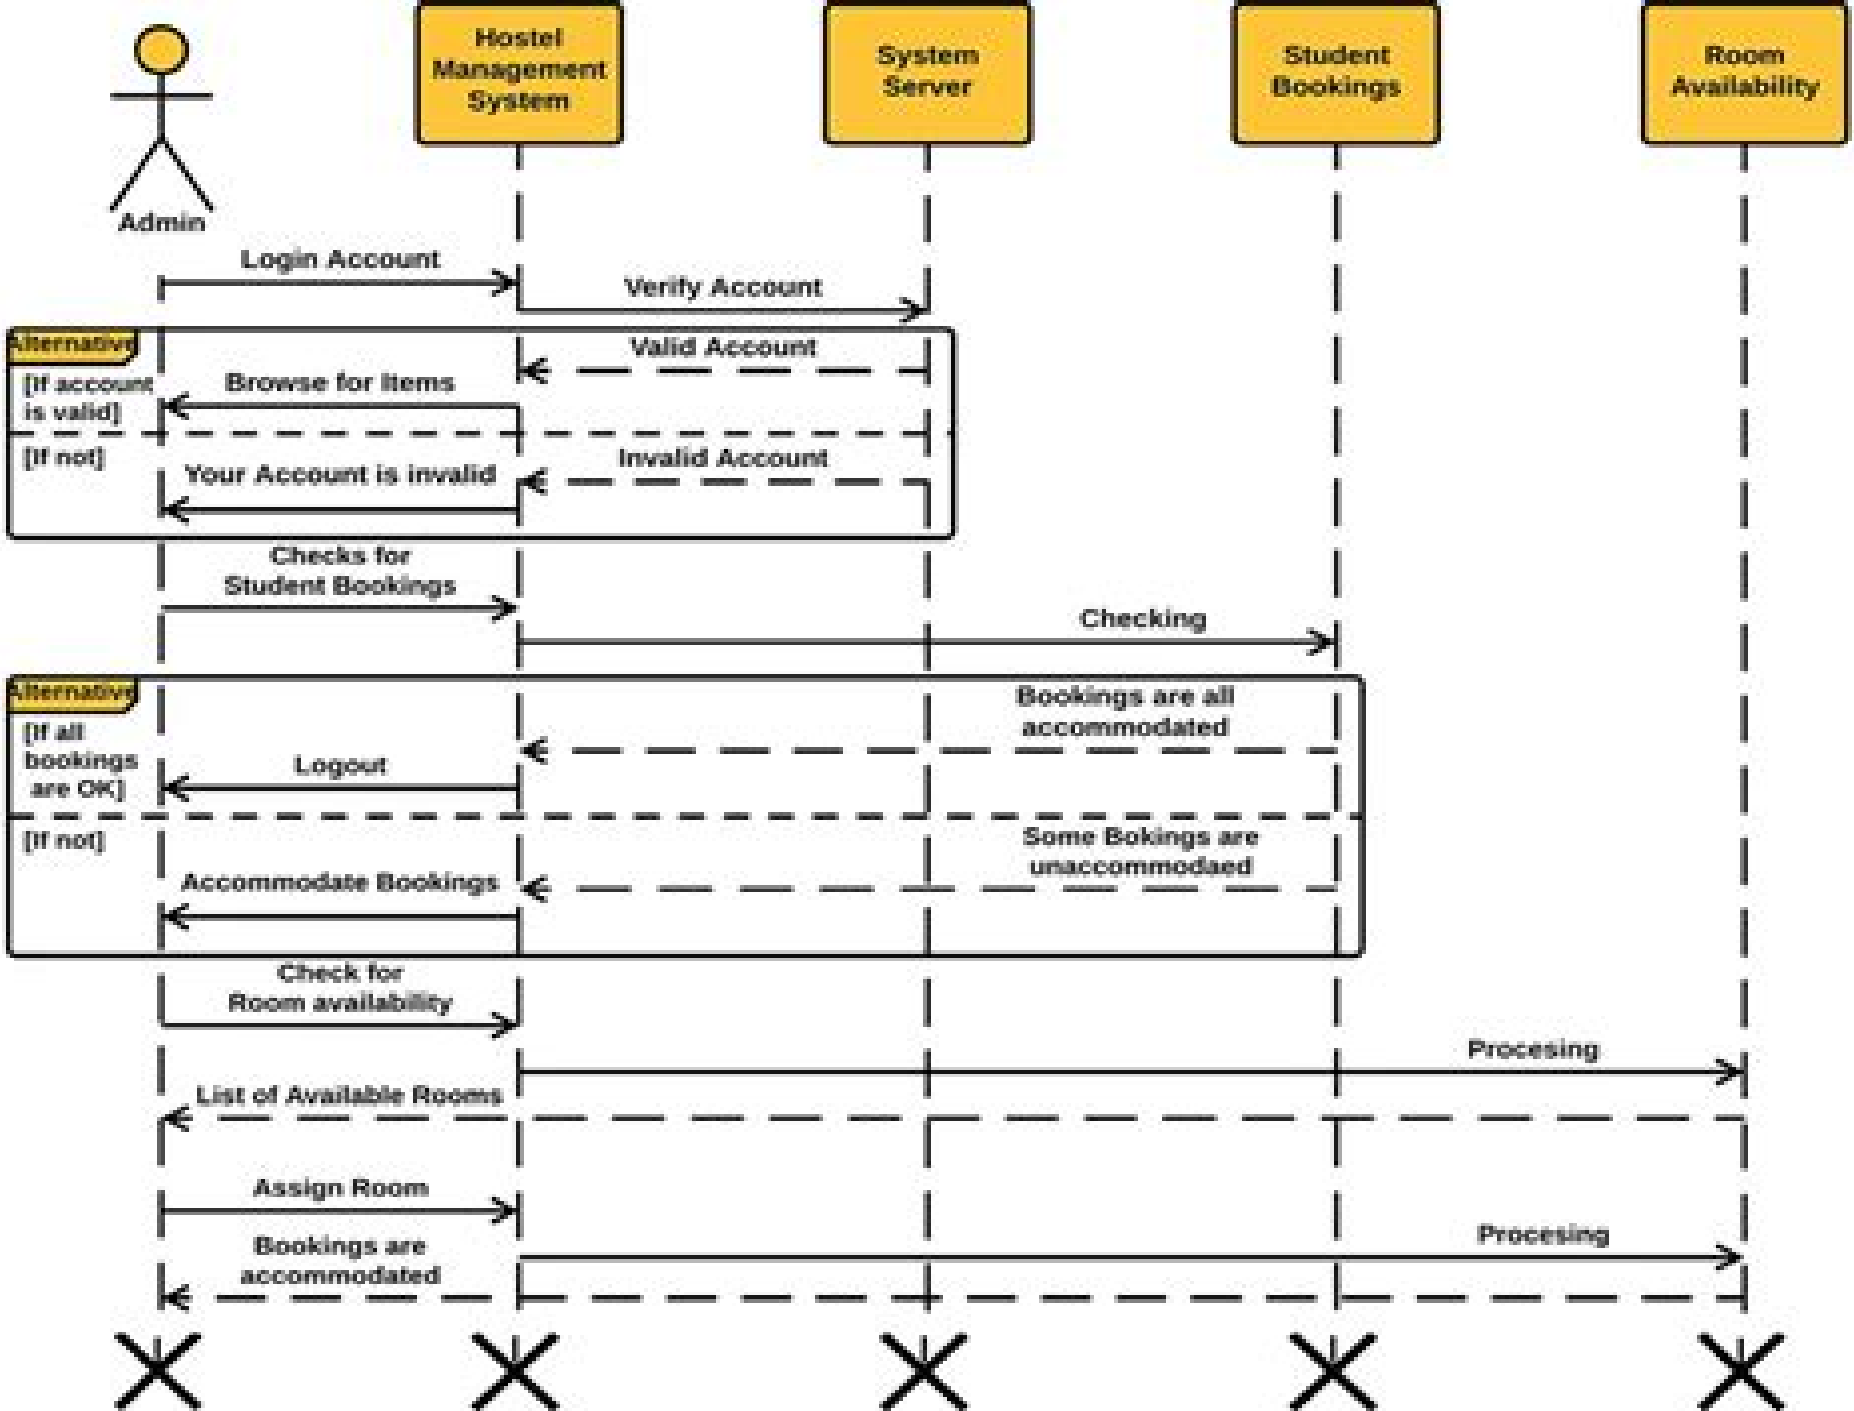 Hostel
Management
System
System
Server
Student
Bookings
Room
Availability
Admin
Login Account
Verify Account
Alternative
Valid Account
[If account
is valid]
Browse for Items
[If not]
Invalid Account
Your Account is invalid
Checks for
Student Bookings
Checking
Alternative
Bookings are all
accommodated
[If all
bookings
are OK]
Logout
[If not]
Some Bokings are
unaccommodaed
Accommodate Bookings
Check for
Room availability
Procesing
List of Available Rooms
Assign Room
Procesing
Bookings are
accommodated